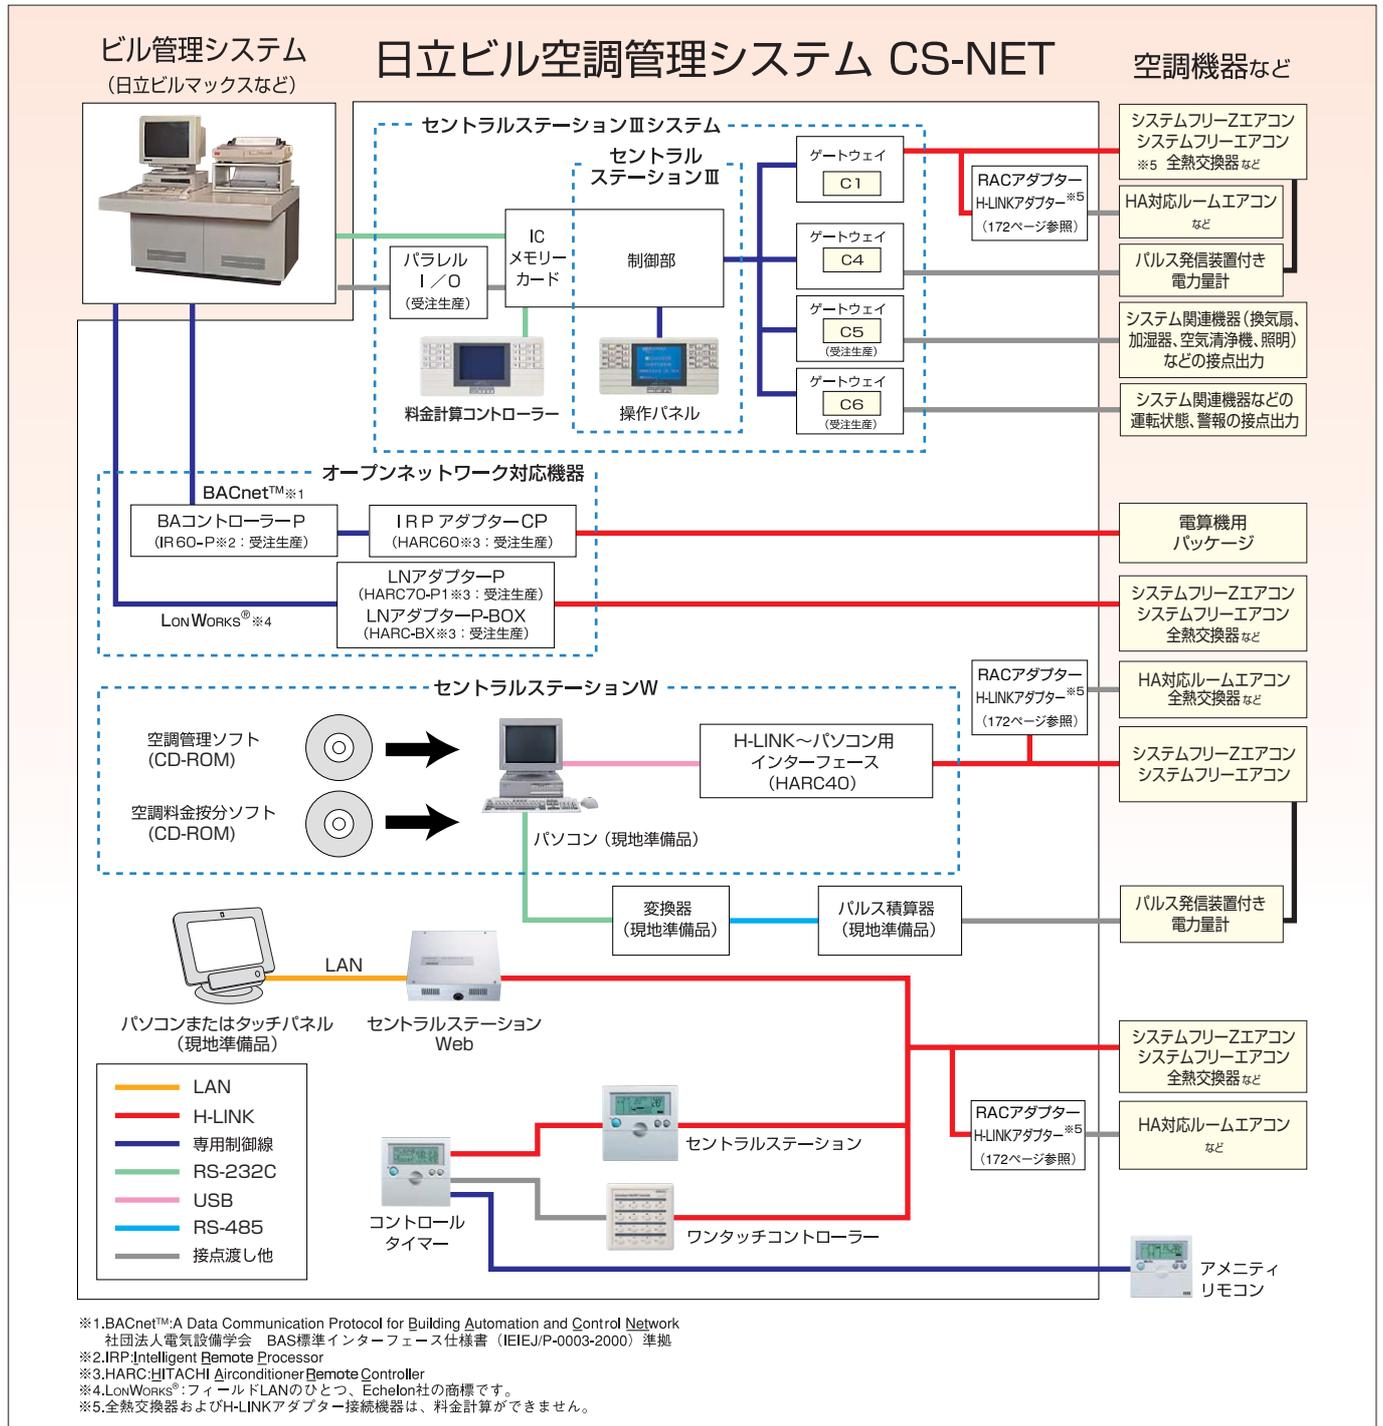 ビル管理システム
(日立ビルマックスなど)
日立ビル空調管理システム CS-NET
空調機器など
セントラルステーションⅢシステム
セントラル
ステーションⅢ
IC
メモリー
カード
制御部
パラレル
I/O
(受注生産)
料金計算コントローラー
操作パネル
ゲートウェイ
C1
ゲートウェイ
C4
ゲートウェイ
C5
(受注生産)
ゲートウェイ
C6
(受注生産)
RACアダプター
H-LINKアダプター※5
(172ページ参照)
システムフリーZエアコン
システムフリーエアコン
※5 全熱交換器など
HA対応ルームエアコン
など
パルス発信装置付き
電力量計
システム関連機器(換気扇、
加湿器、空気清浄機、照明)
などの接点出力
システム関連機器などの
運転状態、警報の接点出力
オープンネットワーク対応機器
BACnet™※1
BAコントローラーP
(IR60-P※2:受注生産)
IRPアダプターCP
(HARC60※3:受注生産)
LNアダプターP
(HARC70-P1※3:受注生産)
LNアダプターP-BOX
(HARC-BX※3:受注生産)
LONWORKS®※4
電算機用
パッケージ
システムフリーZエアコン
システムフリーエアコン
全熱交換器など
セントラルステーションW
空調管理ソフト
(CD-ROM)
空調料金按分ソフト
(CD-ROM)
パソコン(現地準備品)
H-LINK～パソコン用
インターフェース
(HARC40)
RACアダプター
H-LINKアダプター※5
(172ページ参照)
HA対応ルームエアコン
全熱交換器など
システムフリーZエアコン
システムフリーエアコン
変換器
(現地準備品)
パルス積算器
(現地準備品)
パルス発信装置付き
電力量計
LAN
パソコンまたはタッチパネル
(現地準備品)
セントラルステーション
Web
システムフリーZエアコン
システムフリーエアコン
全熱交換器など
RACアダプター
H-LINKアダプター※5
(172ページ参照)
HA対応ルームエアコン
など
LAN
H-LINK
専用制御線
RS-232C
USB
RS-485
接点渡し他
コントロール
タイマー
セントラルステーション
ワンタッチコントローラー
アメニティ
リモコン
※1.BACnet™:A Data Communication Protocol for Building Automation and Control Network
社団法人電気設備学会 BAS標準インターフェース仕様書(IEIEJ/P-0003-2000)準拠
※2.IRP:Intelligent Remote Processor
※3.HARC:HITACHI Airconditioner Remote Controller
※4.LONWORKS®:フィールドLANのひとつ、Echelon社の商標です。
※5.全熱交換器およびH-LINKアダプター接続機器は、料金計算ができません。